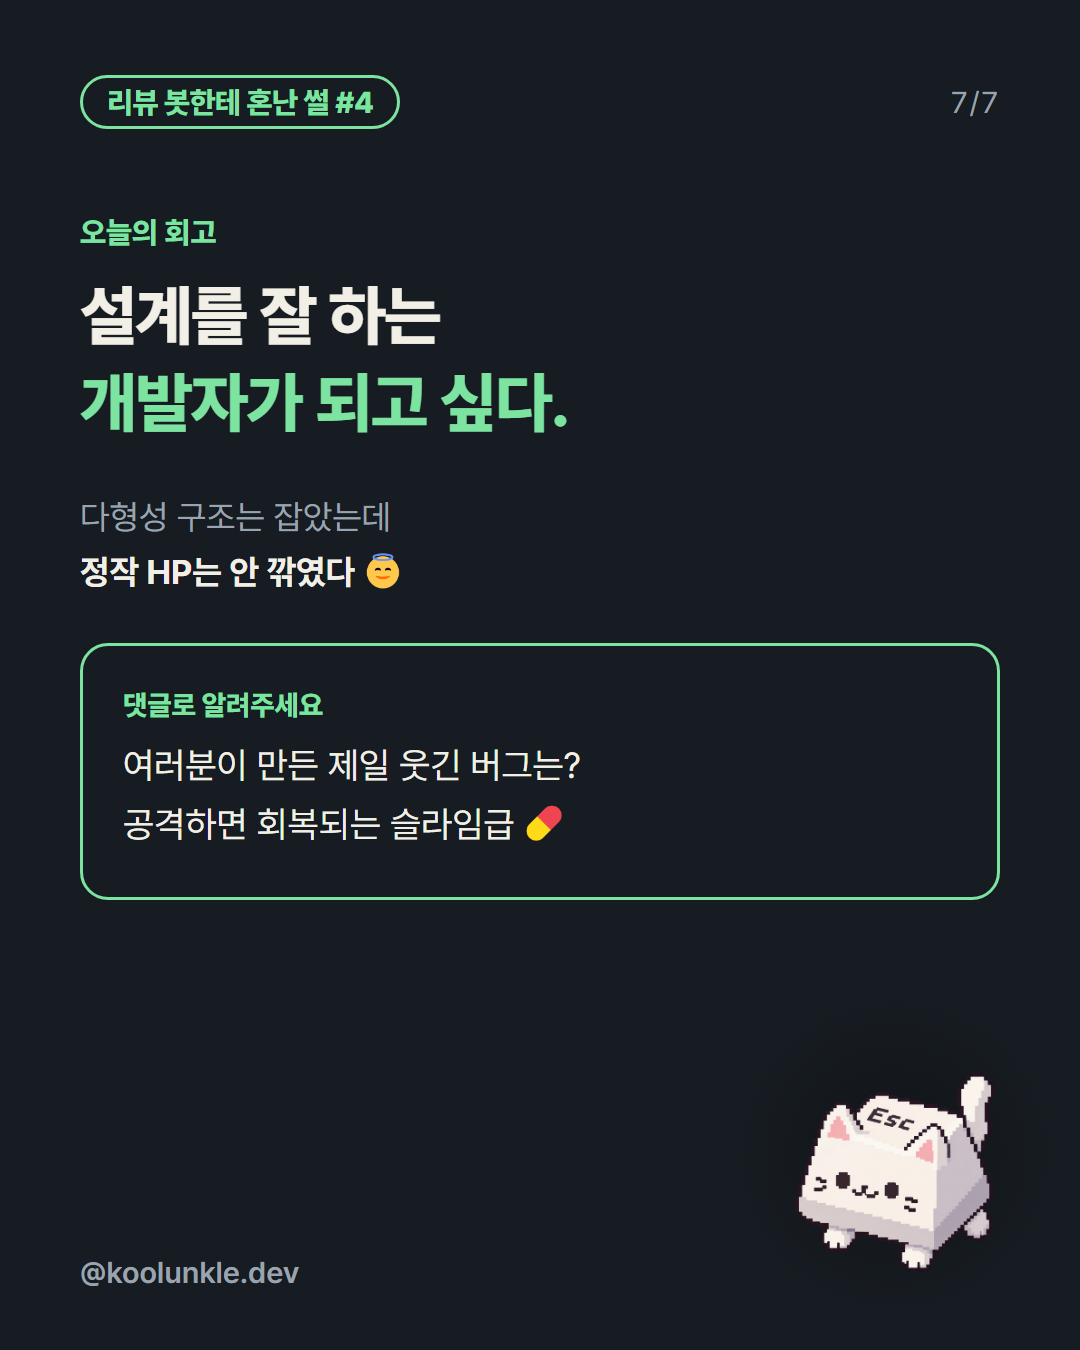 리뷰 봇한테 혼난 썰 #4
7/7
오늘의 회고
설계를 잘 하는
개발자가 되고 싶다.
다형성 구조는 잡았는데
정작 HP는 안 깎였다 😇
댓글로 알려주세요
여러분이 만든 제일 웃긴 버그는?
공격하면 회복되는 슬라임급 💊
Esc
@koolunkle.dev